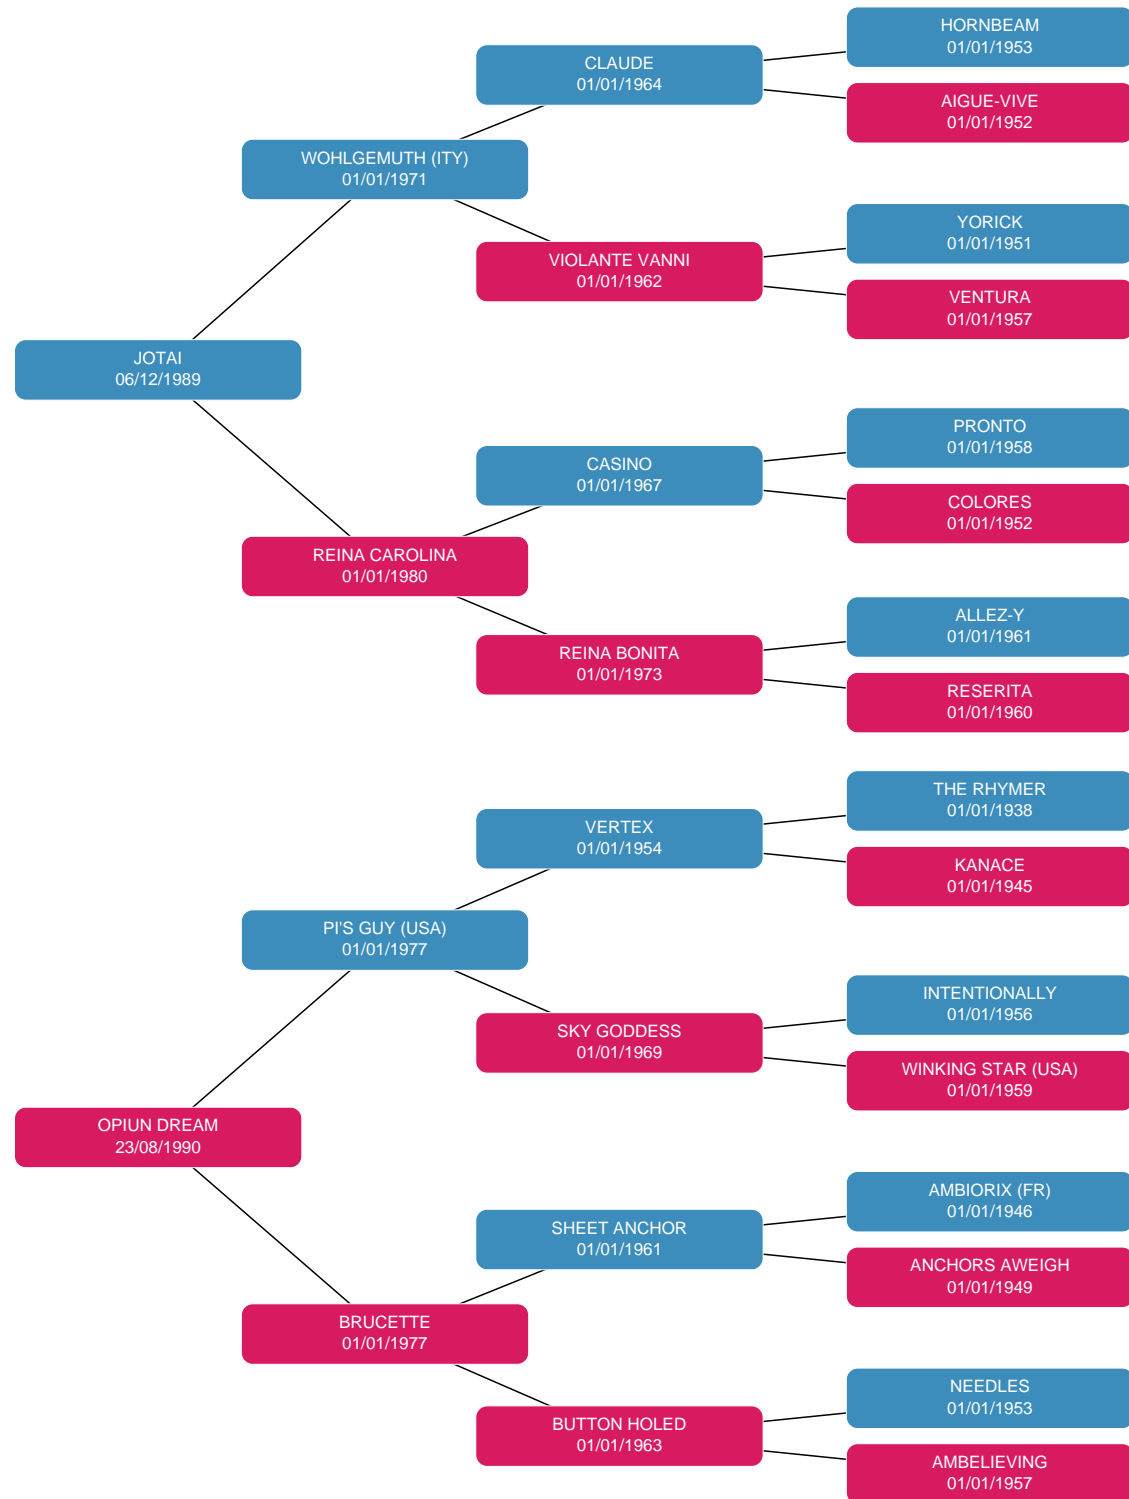 HORNBEAM
01/01/1953
CLAUDE
01/01/1964
AIGUE-VIVE
01/01/1952
WOHLGEMUTH (ITY)
01/01/1971
YORICK
01/01/1951
VIOLANTE VANNI
01/01/1962
VENTURA
01/01/1957
JOTAI
06/12/1989
PRONTO
01/01/1958
CASINO
01/01/1967
COLORES
01/01/1952
REINA CAROLINA
01/01/1980
ALLEZ-Y
01/01/1961
REINA BONITA
01/01/1973
RESERITA
01/01/1960
THE RHYMER
01/01/1938
VERTEX
01/01/1954
KANACE
01/01/1945
PI'S GUY (USA)
01/01/1977
INTENTIONALLY
01/01/1956
SKY GODDESS
01/01/1969
WINKING STAR (USA)
01/01/1959
OPIUN DREAM
23/08/1990
AMBIORIX (FR)
01/01/1946
SHEET ANCHOR
01/01/1961
ANCHORS AWEIGH
01/01/1949
BRUCETTE
01/01/1977
NEEDLES
01/01/1953
BUTTON HOLED
01/01/1963
AMBELIEVING
01/01/1957